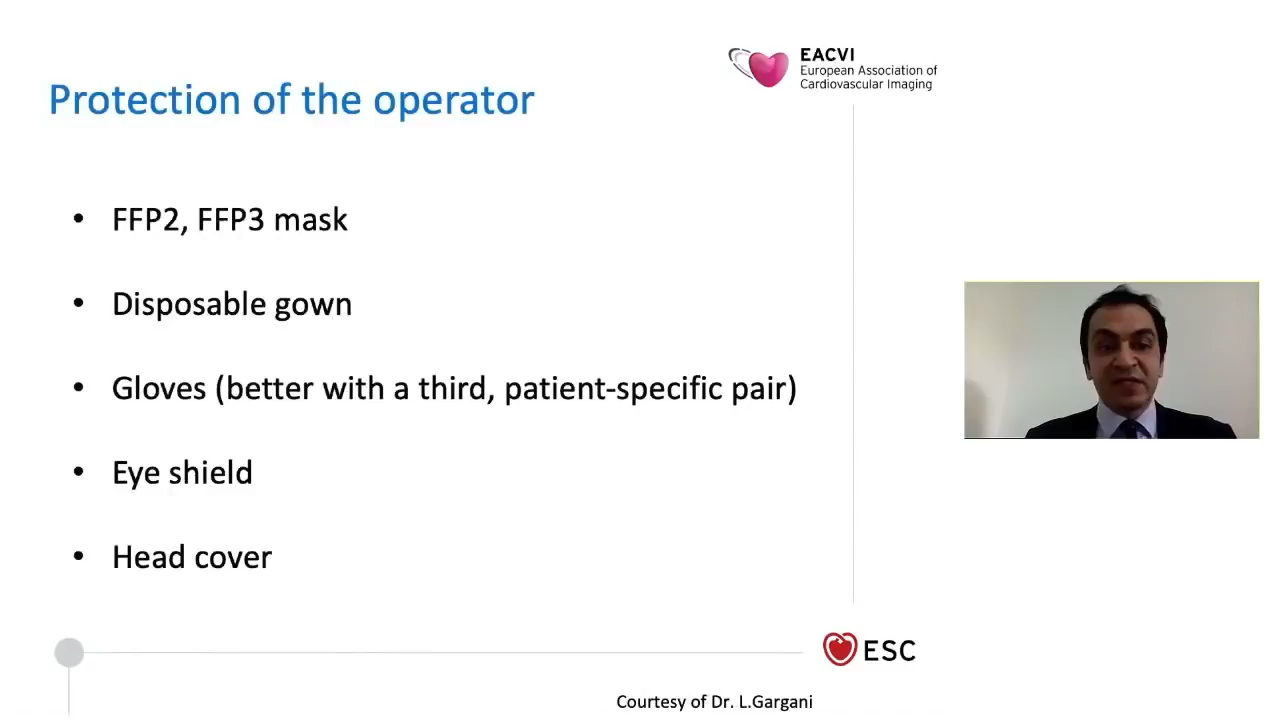 EACVI
European Association of
Cardiovascular Imaging
Protection of the operator
• FFP2, FFP3 mask
• Disposable gown
• Gloves (better with a third, patient-specific pair)
• Eye shield
• Head cover
ESC
Courtesy of Dr. L.Gargani